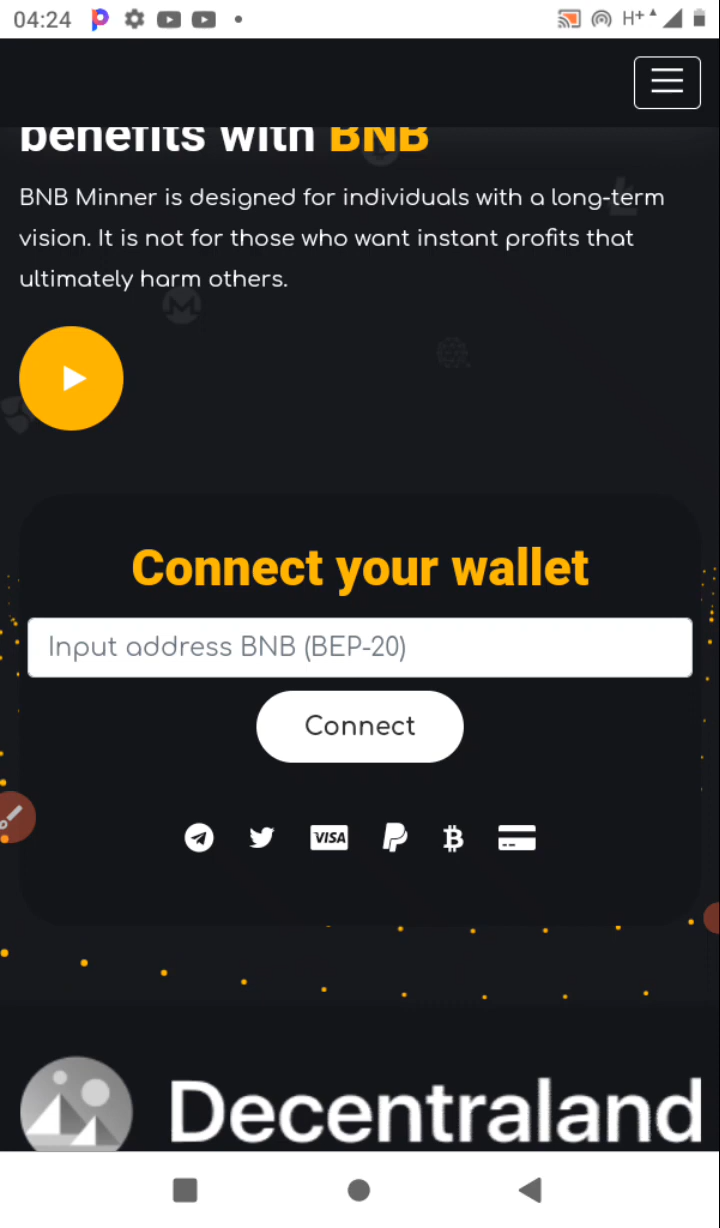 04:24
H+
benefits with BNB
BNB Minner is designed for individuals with a long-term
vision. It is not for those who want instant profits that
ultimately harm others.
Connect your wallet
Input address BNB (BEP-20)
Connect
VISA
Decentraland